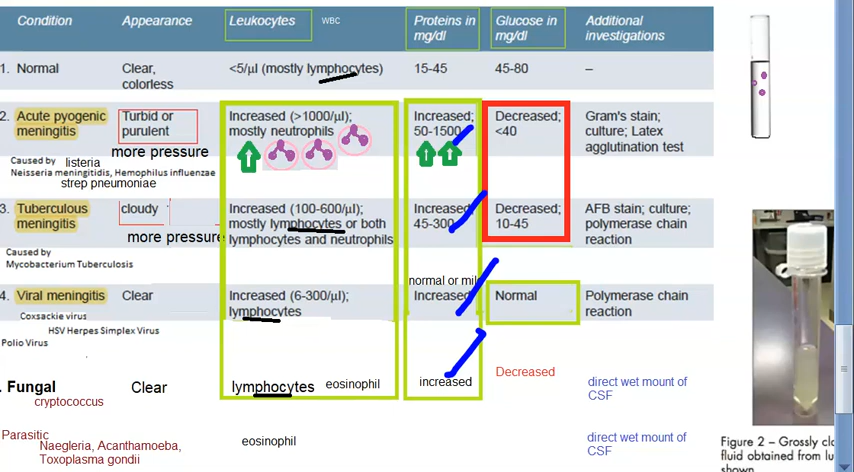 Condition Appearance Leukocytes WBC Proteins in mg/dl Glucose in mg/dl Additional investigations
1. Normal Clear, colorless <5/µl (mostly lymphocytes) 15-45 45-80 –
2. Acute pyogenic meningitis Turbid or purulent Increased (>1000/µl); mostly neutrophils Increased; 50-1500 Decreased; <40 Gram's stain; culture; Latex agglutination test
more pressure
Caused by listeria
Neisseria meningitidis, Hemophilus influenzae
strep pneumoniae
3. Tuberculous meningitis cloudy Increased (100-600/µl); mostly lymphocytes or both lymphocytes and neutrophils Increased 45-300 Decreased; 10-45 AFB stain; culture; polymerase chain reaction
more pressure
Caused by
Mycobacterium Tuberculosis
normal or mild
4. Viral meningitis Clear Increased (6-300/µl); lymphocytes Increased Normal Polymerase chain reaction
Coxsackie virus
HSV Herpes Simplex Virus
Polio Virus
. Fungal Clear lymphocytes eosinophil increased Decreased direct wet mount of CSF
cryptococcus
Parasitic eosinophil direct wet mount of CSF
Naegleria, Acanthamoeba,
Toxoplasma gondii
Figure 2 – Grossly
fluid obtained from
shown